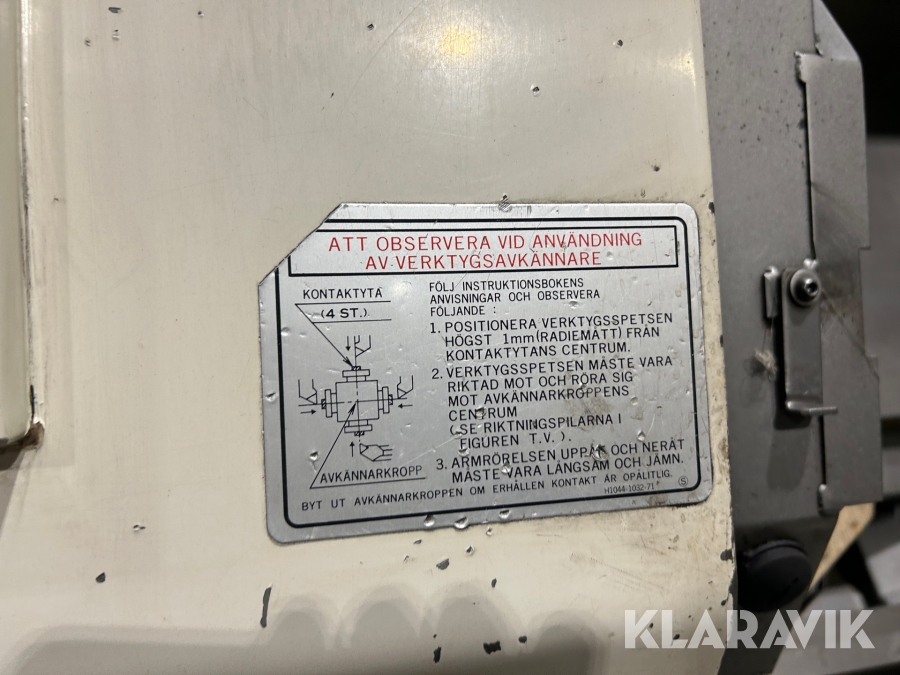 ATT OBSERVERA VID ANVÄNDNING
AV VERKTYGSAVKÄNNARE
KONTAKTYTA
(4 ST.)
AVKÄNNARKROPP
FÖLJ INSTRUKTIONSBOKENS
ANVISNINGAR OCH OBSERVERA
FÖLJANDE :
1. POSITIONERA VERKTYGSSPETSEN
HÖGST 1mm(RADIEMÅTT) FRÅN
KONTAKTYTANS CENTRUM.
2. VERKTYGSSPETSEN MÅSTE VARA
RIKTAD MOT OCH RÖRA SIG
MOT AVKÄNNARKROPPENS
CENTRUM
(SE RIKTNINGSPILARNA I
FIGUREN T.V.).
3. ARMRÖRELSEN UPPÅT OCH NERÅT
MÅSTE VARA LÅNGSAM OCH JÄMN.
BYT UT AVKÄNNARKROPPEN OM ERHÅLLEN KONTAKT ÄR OPÅLITLIG.
H1044-1032-71
S
KLARAVIK